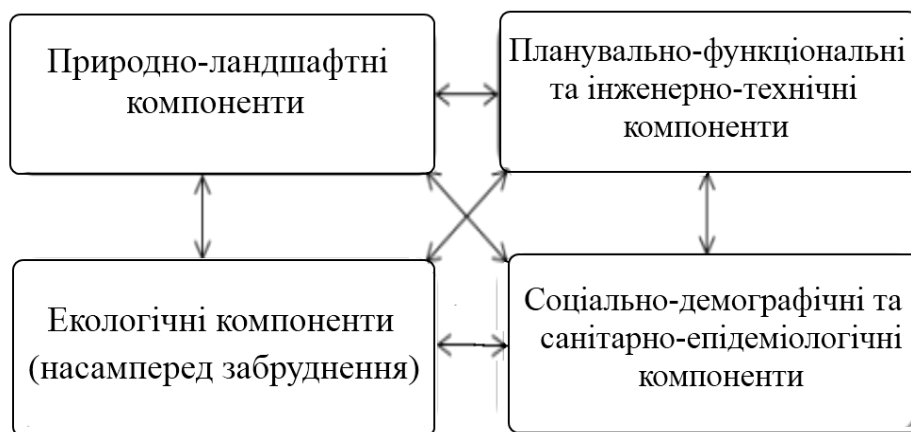 Природно-ландшафтні
компоненти
Планувально-функціональні
та інженерно-технічні
компоненти
Екологічні компоненти
(насамперед забруднення)
Соціально-демографічні та
санітарно-епідеміологічні
компоненти